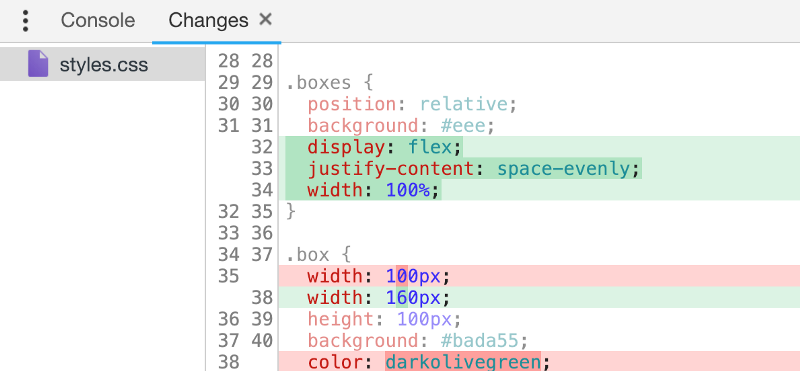 Console Changes ✕
styles.css
28 28
29 29 .boxes {
30 30 position: relative;
31 31 background: #eee;
32 display: flex;
33 justify-content: space-evenly;
34 width: 100%;
32 35 }
33 36
34 37 .box {
35 width: 100px;
38 width: 160px;
36 39 height: 100px;
37 40 background: #bada55;
38 color: darkolivegreen;